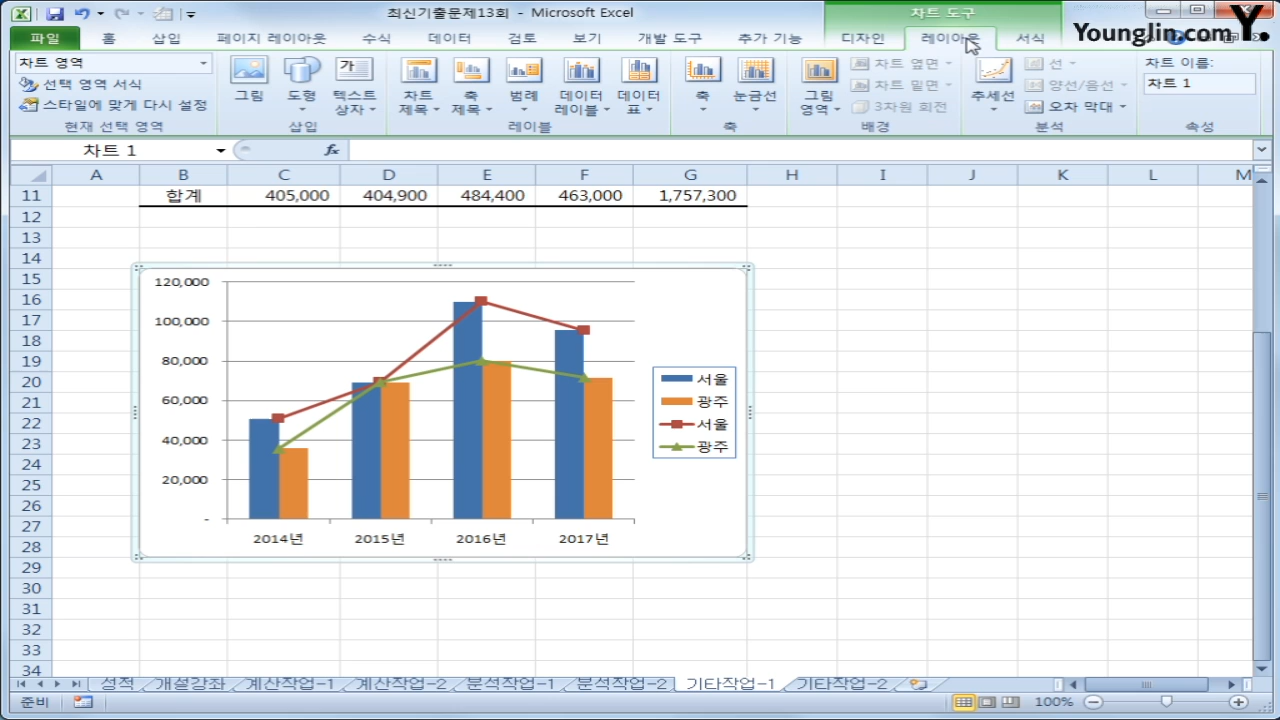 최신기출문제13회 - Microsoft Excel
차트 도구
Younglin.com Y.
파일 홈 삽입 페이지 레이아웃 수식 데이터 검토 보기 개발 도구 추가 기능 디자인 레이아웃 서식
차트 영역
선택 영역 서식
스타일에 맞게 다시 설정
현재 선택 영역
그림 도형 텍스트 상자
삽입
차트 제목 축 제목 범례 데이터 레이블 데이터 표
레이블
축 눈금선
축
그림 영역 차트 옆면 차트 밑면 3차원 회전
배경
추세선 선 양선/음선 오차 막대
분석
차트 이름:
차트 1
속성
차트 1 fx
A B C D E F G H I J K L M
11 합계 405,000 404,900 484,400 463,000 1,757,300
12
13
14
15
16
17
18
19
20
21
22
23
24
25
26
27
28
29
30
31
32
33
34
120,000
100,000
80,000
60,000
40,000
20,000
-
2014년 2015년 2016년 2017년
서울
광주
서울
광주
성적 개설강좌 계산작업-1 계산작업-2 분석작업-1 분석작업-2 기타작업-1 기타작업-2
준비 100%